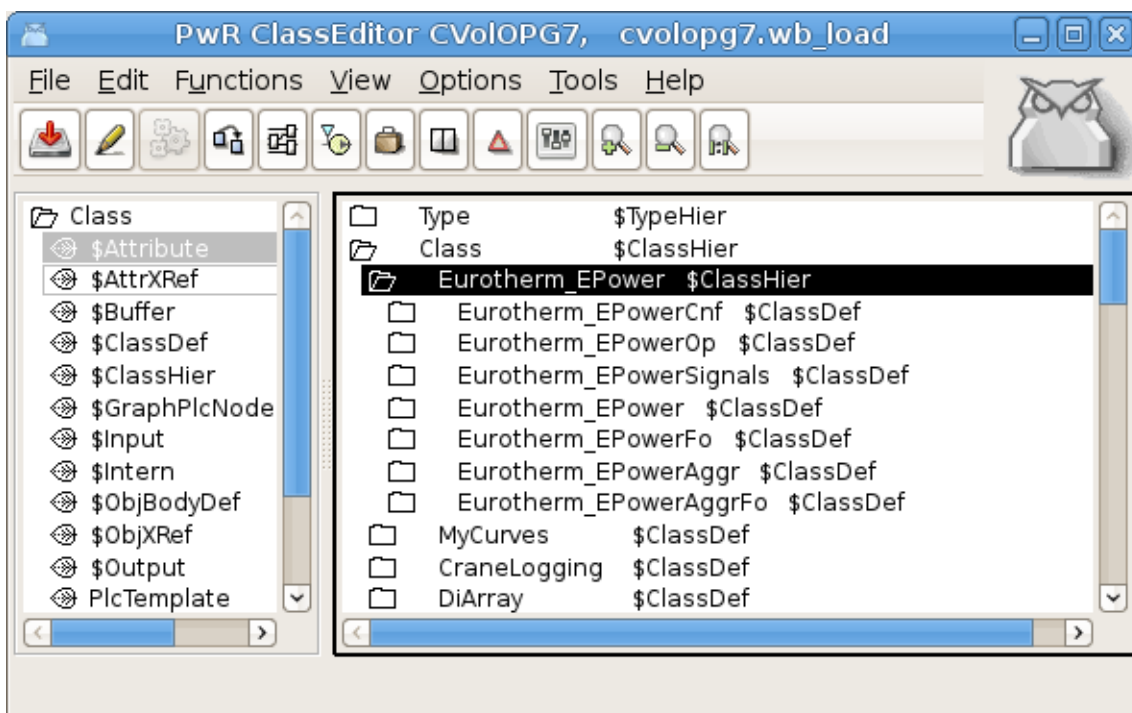 PwR ClassEditor CVolOPG7, cvolopg7.wb_load
File Edit Functions View Options Tools Help
Class
$Attribute
$AttrXRef
$Buffer
$ClassDef
$ClassHier
$GraphPlcNode
$Input
$Intern
$ObjBodyDef
$ObjXRef
$Output
PlcTemplate
Type $TypeHier
Class $ClassHier
Eurotherm_EPower $ClassHier
Eurotherm_EPowerCnf $ClassDef
Eurotherm_EPowerOp $ClassDef
Eurotherm_EPowerSignals $ClassDef
Eurotherm_EPower $ClassDef
Eurotherm_EPowerFo $ClassDef
Eurotherm_EPowerAggr $ClassDef
Eurotherm_EPowerAggrFo $ClassDef
MyCurves $ClassDef
CraneLogging $ClassDef
DiArray $ClassDef